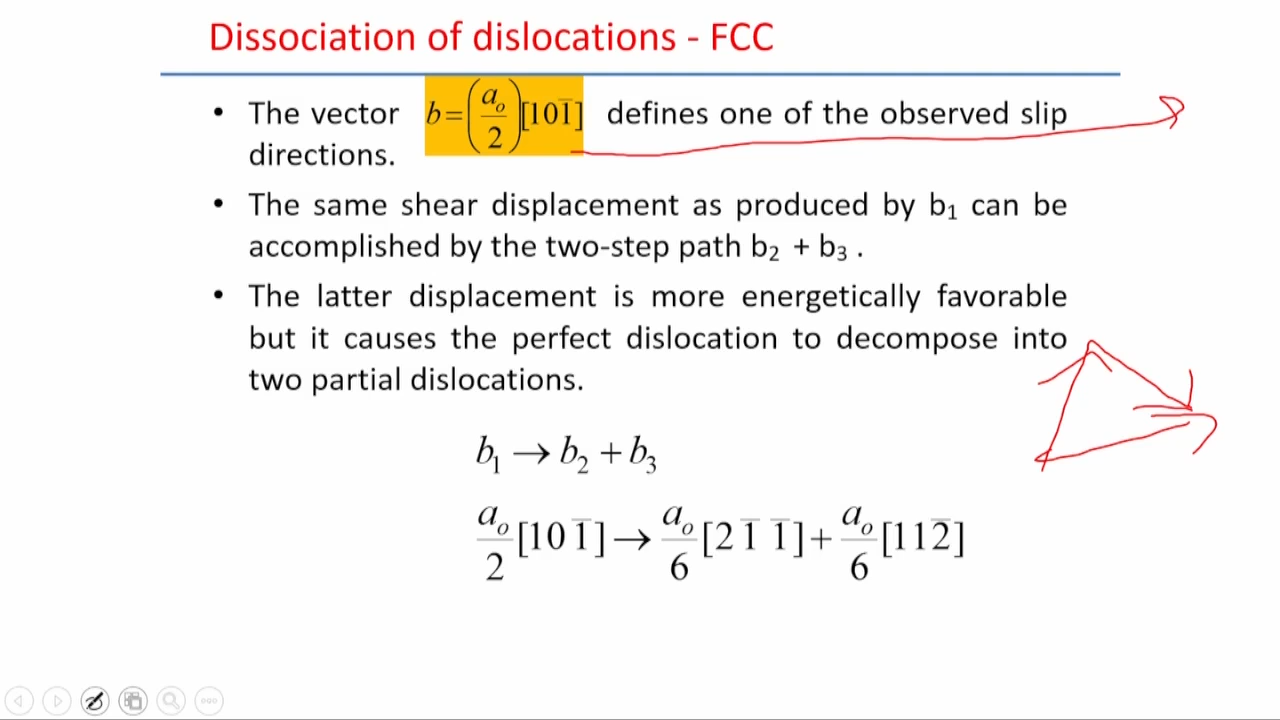 Dissociation of dislocations - FCC
• The vector b=(a₀/2)[101̄] defines one of the observed slip
directions.
• The same shear displacement as produced by b₁ can be
accomplished by the two-step path b₂ + b₃ .
• The latter displacement is more energetically favorable
but it causes the perfect dislocation to decompose into
two partial dislocations.
b₁ → b₂ + b₃
a₀/2 [10 1̄] → a₀/6 [2 1̄ 1̄] + a₀/6 [112̄]